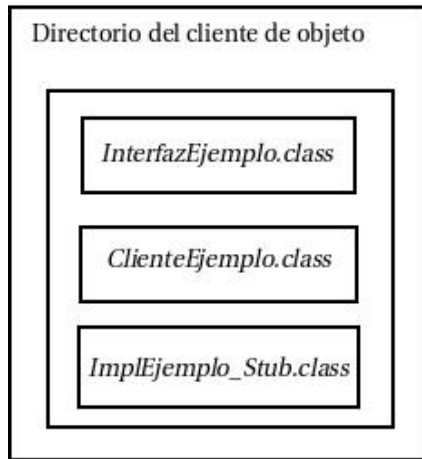 Directorio del cliente de objeto
InterfazEjemplo.class
ClienteEjemplo.class
ImplEjemplo_Stub.class